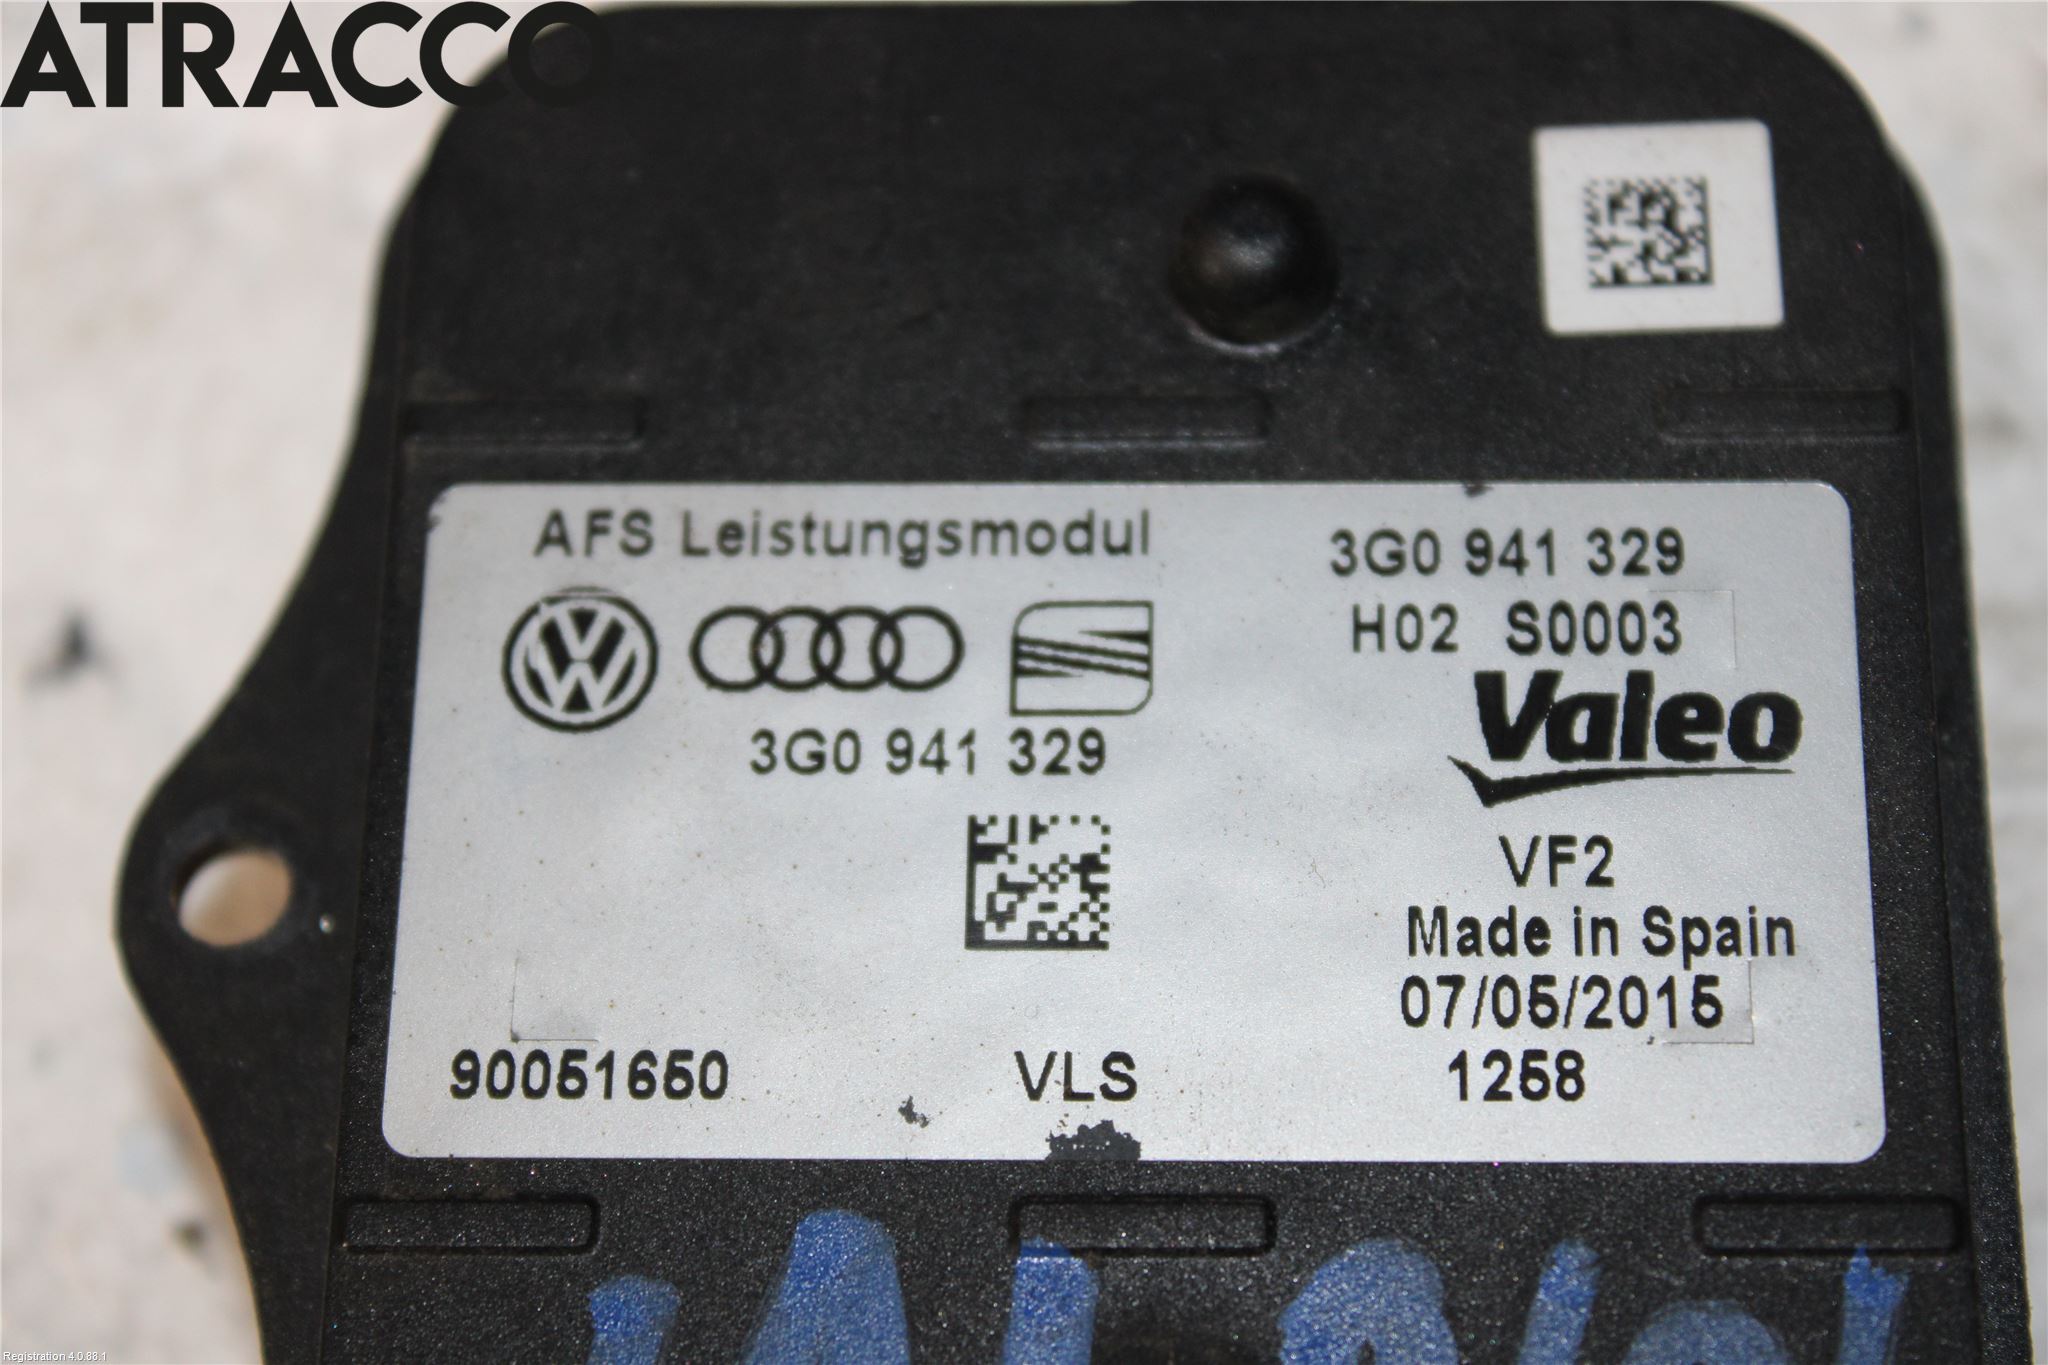 ATRACCO
AFS Leistungsmodul
3G0 941 329
H02 S0003
3G0 941 329
Valeo
VF2
Made in Spain
07/05/2015
90051650 VLS 1258
Registration 4.0.88.1